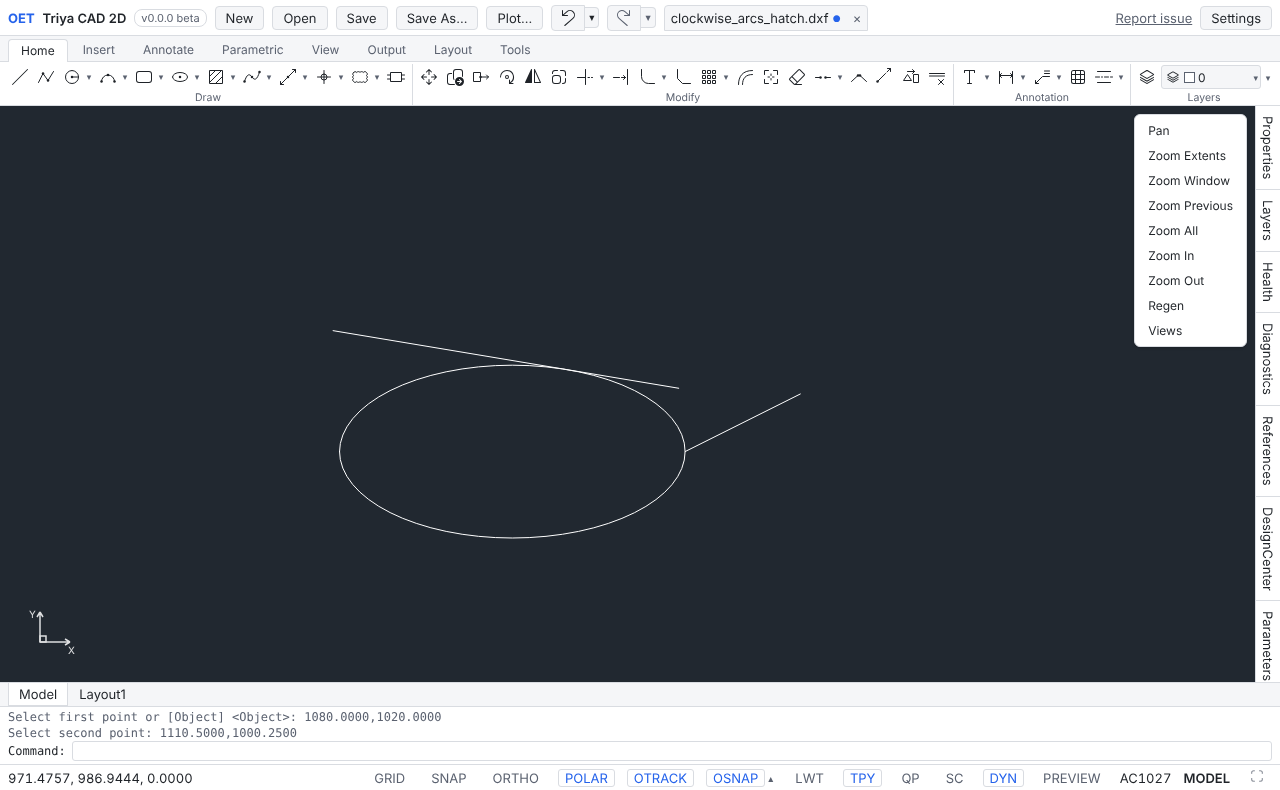 OET Triya CAD 2D v0.0.0 beta New Open Save Save As... Plot... clockwise_arcs_hatch.dxf × Report issue Settings
Home Insert Annotate Parametric View Output Layout Tools
0
Draw Modify Annotation Layers
Pan
Zoom Extents
Zoom Window
Zoom Previous
Zoom All
Zoom In
Zoom Out
Regen
Views
Properties
Layers
Health
Diagnostics
References
DesignCenter
Parameters
Y
X
Model Layout1
Select first point or [Object] <Object>: 1080.0000,1020.0000
Select second point: 1110.5000,1000.2500
Command:
971.4757, 986.9444, 0.0000 GRID SNAP ORTHO POLAR OTRACK OSNAP LWT TPY QP SC DYN PREVIEW AC1027 MODEL